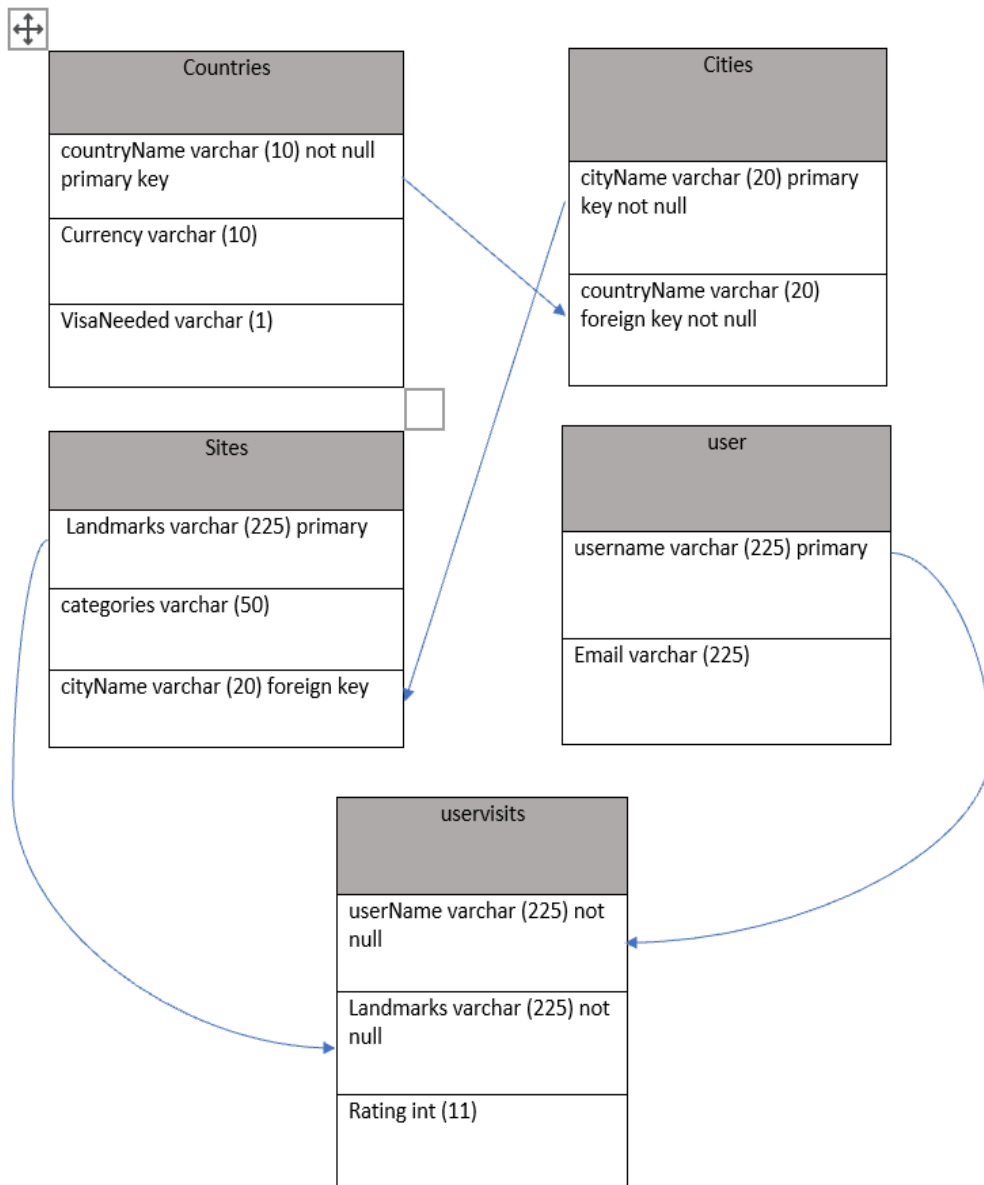 Countries
countryName varchar (10) not null
primary key
Currency varchar (10)
VisaNeeded varchar (1)
Cities
cityName varchar (20) primary
key not null
countryName varchar (20)
foreign key not null
Sites
Landmarks varchar (225) primary
categories varchar (50)
cityName varchar (20) foreign key
user
username varchar (225) primary
Email varchar (225)
uservisits
userName varchar (225) not
null
Landmarks varchar (225) not
null
Rating int (11)